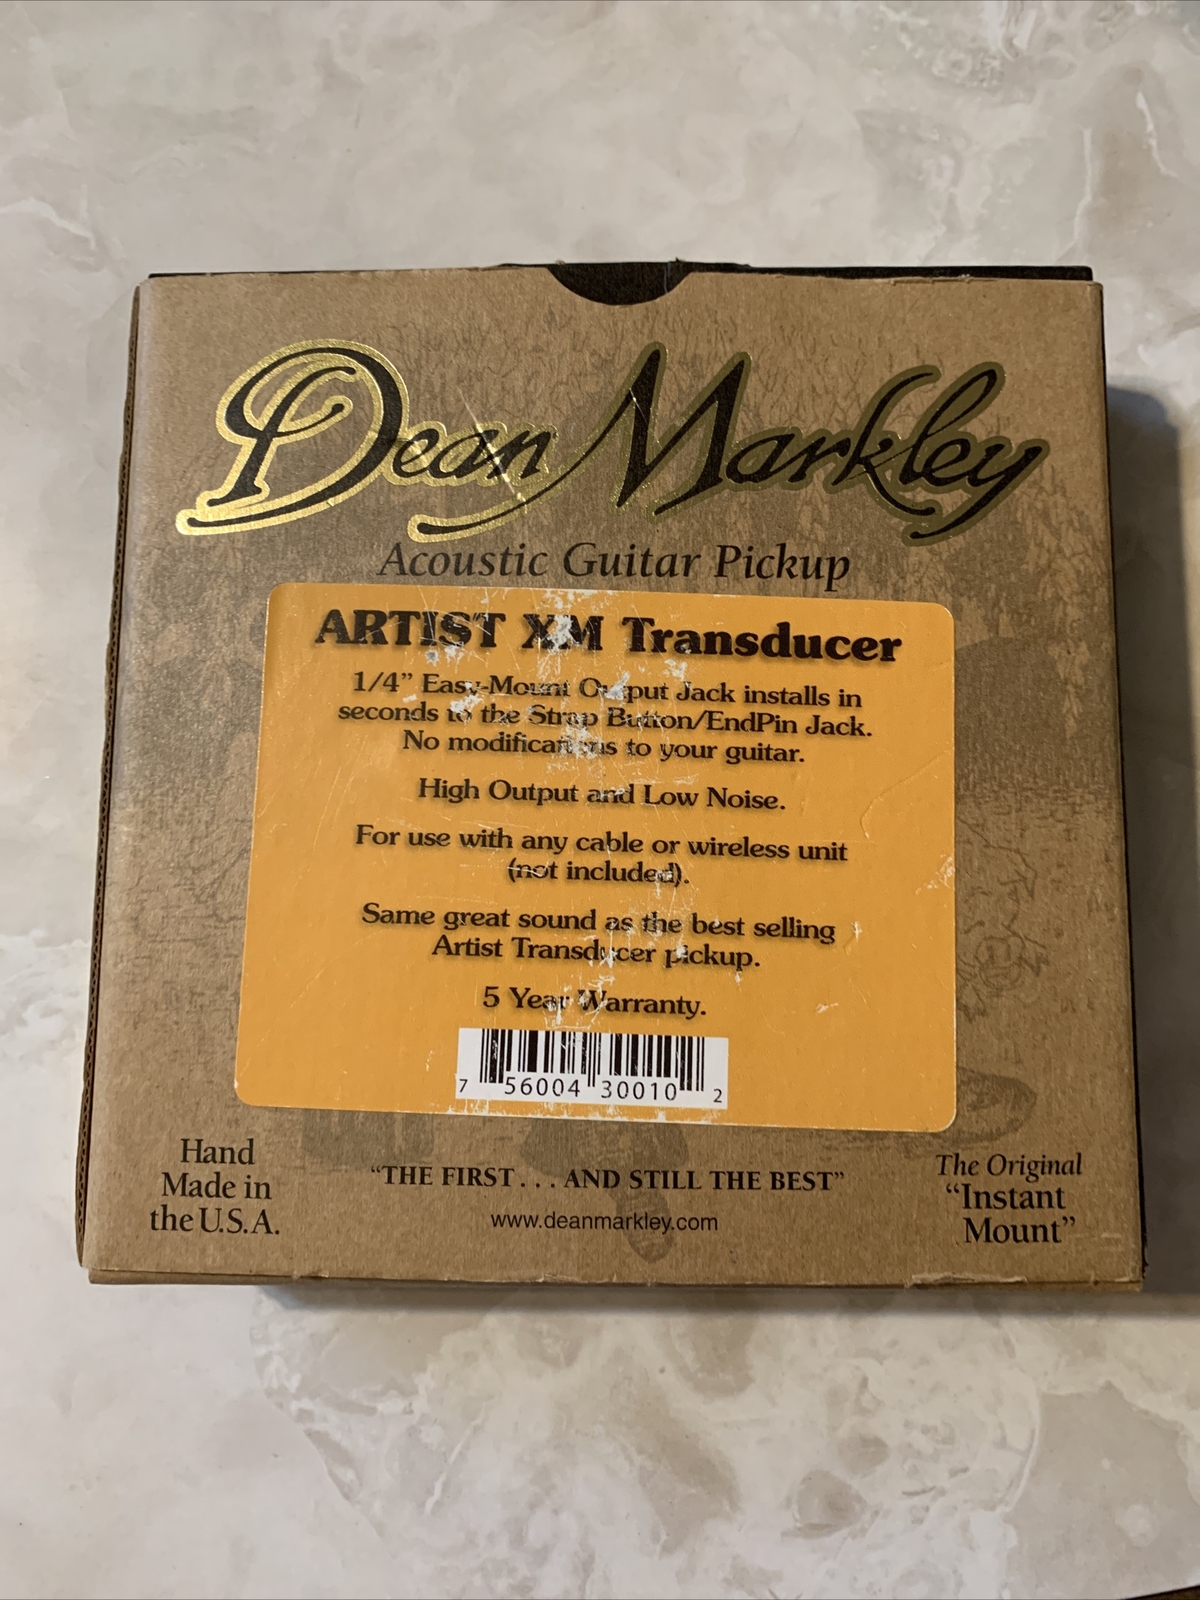 Dean Markley
Acoustic Guitar Pickup
ARTIST XM Transducer
1/4” Easy-Mount Output Jack installs in
seconds to the Strap Button/EndPin Jack.
No modifications to your guitar.
High Output and Low Noise.
For use with any cable or wireless unit
(not included).
Same great sound as the best selling
Artist Transducer pickup.
5 Year Warranty.
7 56004 30010 2
Hand
Made in
the U.S.A.
“THE FIRST... AND STILL THE BEST”
www.deanmarkley.com
The Original
“Instant
Mount”